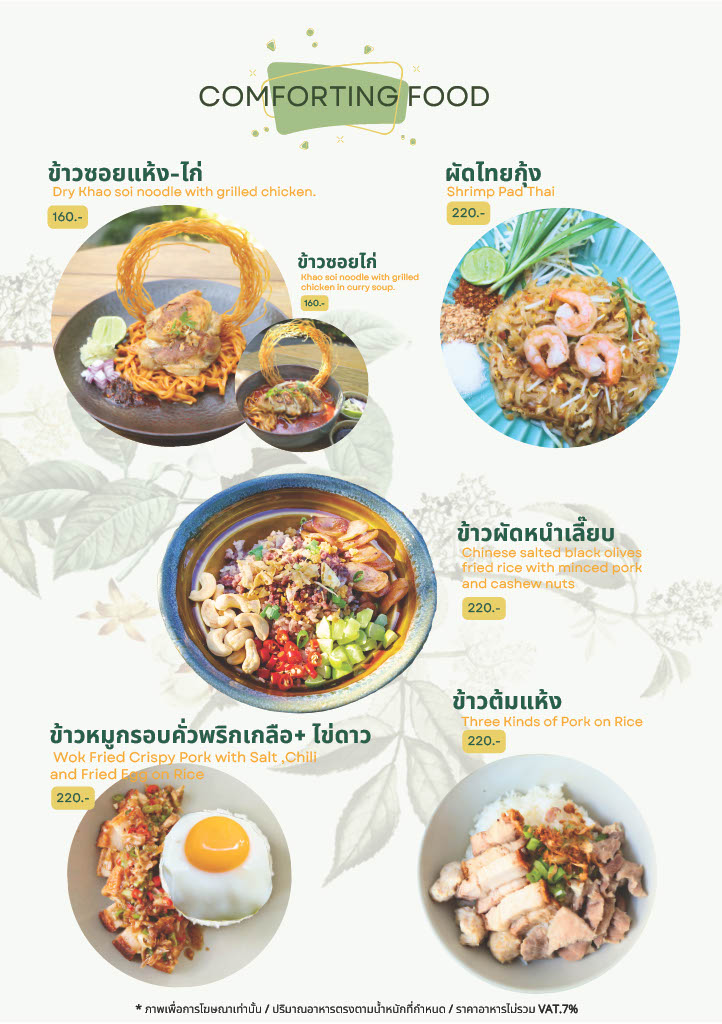 COMFORTING FOOD
ข้าวซอยแห้ง-ไก่
Dry Khao soi noodle with grilled chicken.
160.-
ข้าวซอยไก่
Khao soi noodle with grilled
chicken in curry soup.
160.-
ผัดไทยกุ้ง
Shrimp Pad Thai
220.-
ข้าวผัดหนำเลี๊ยบ
Chinese salted black olives
fried rice with minced pork
and cashew nuts
220.-
ข้าวหมูกรอบคั่วพริกเกลือ+ ไข่ดาว
Wok Fried Crispy Pork with Salt ,Chili
and Fried Egg on Rice
220.-
ข้าวต้มแห้ง
Three Kinds of Pork on Rice
220.-
* ภาพเพื่อการโฆษณาเท่านั้น / ปริมาณอาหารตรงตามน้ำหนักที่กำหนด / ราคาอาหารไม่รวม VAT.7%